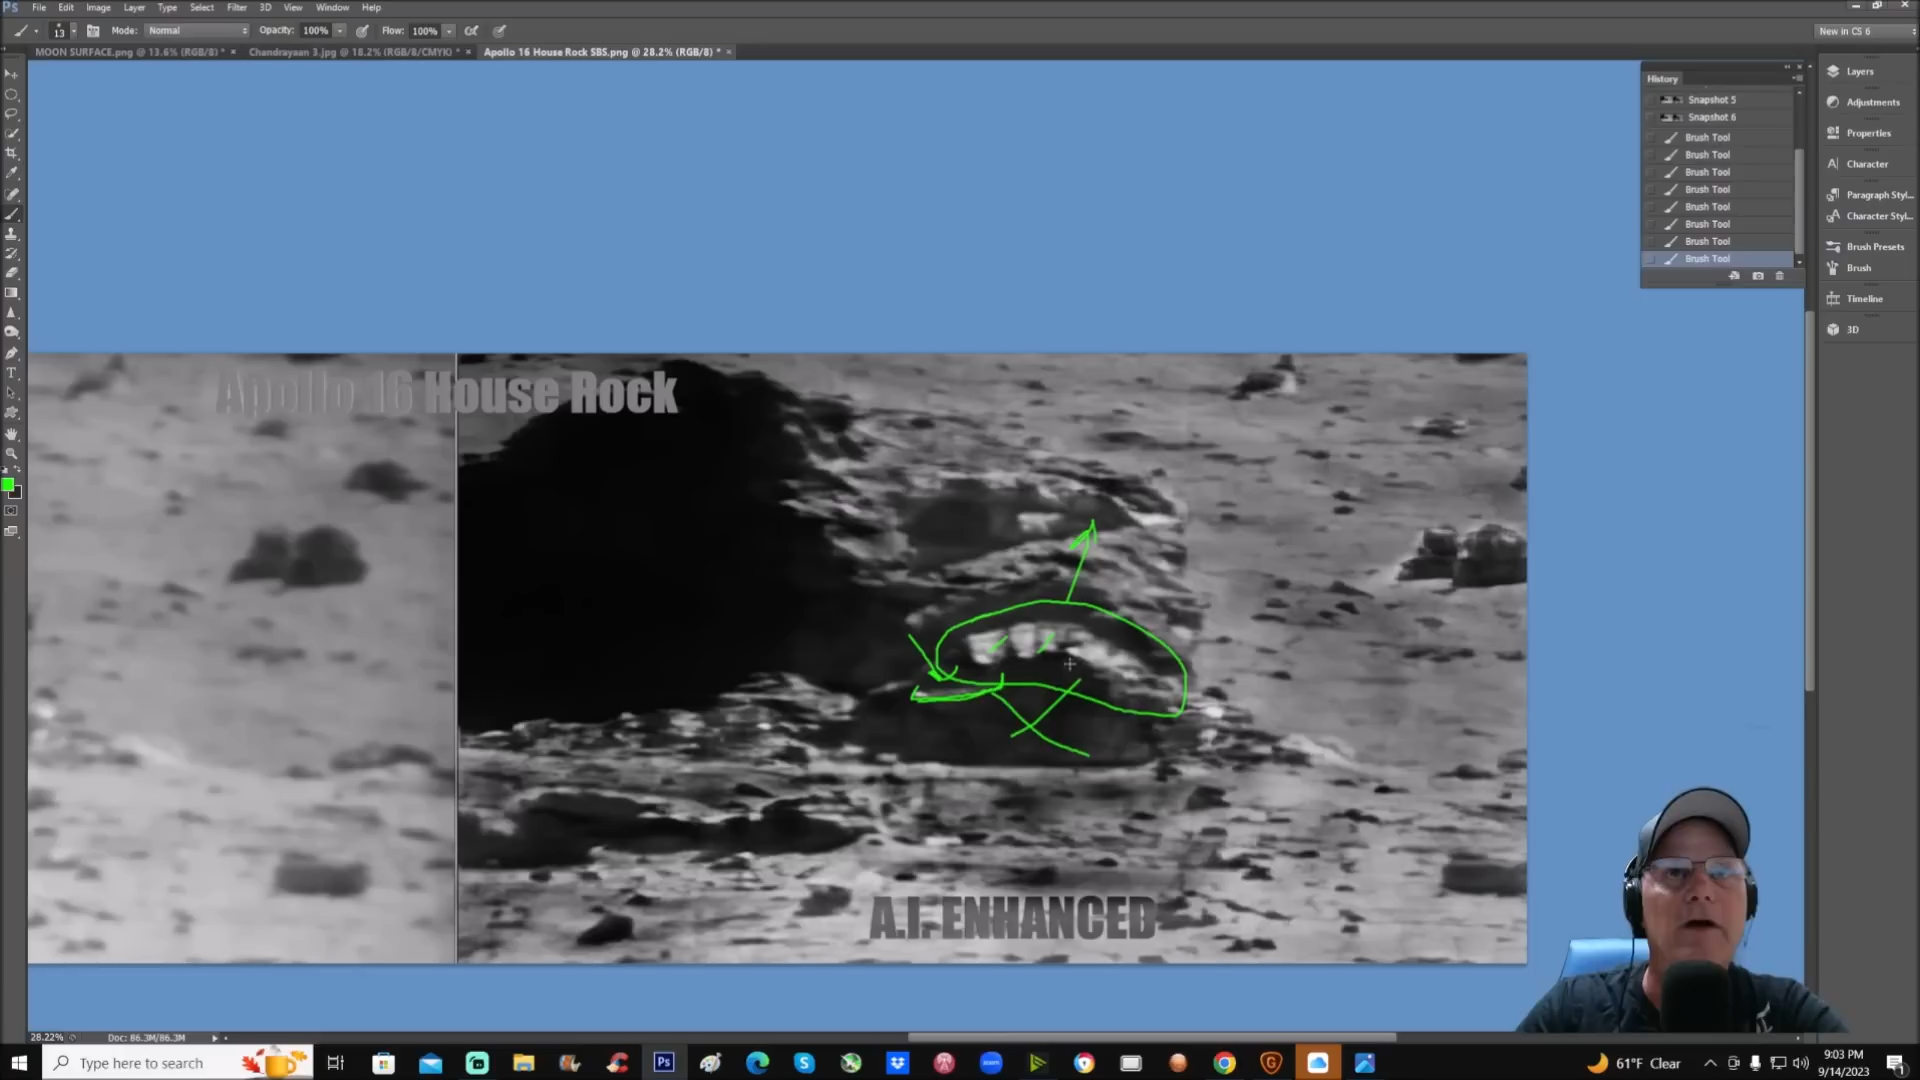 Ps File Edit Image Layer Type Select Filter 3D View Window Help
13 Mode: Normal Opacity: 100% Flow: 100% New in CS 6
MOON SURFACE.png @ 13.6% (RGB/8) * × Chandrayaan 3.jpg @ 18.2% (RGB/8/CMYK) * × Apollo 16 House Rock SBS.png @ 28.2% (RGB/8) * ×
History
Snapshot 5
Snapshot 6
Brush Tool
Brush Tool
Brush Tool
Brush Tool
Brush Tool
Brush Tool
Brush Tool
Brush Tool
Layers
Adjustments
Properties
Character
Paragraph Styl...
Character Styl...
Brush Presets
Brush
Timeline
3D
Apollo 16 House Rock
A.I. ENHANCED
28.22% Doc: 86.3M/86.3M
Type here to search
Ps
zoom
61°F Clear
9:03 PM
9/14/2023
1